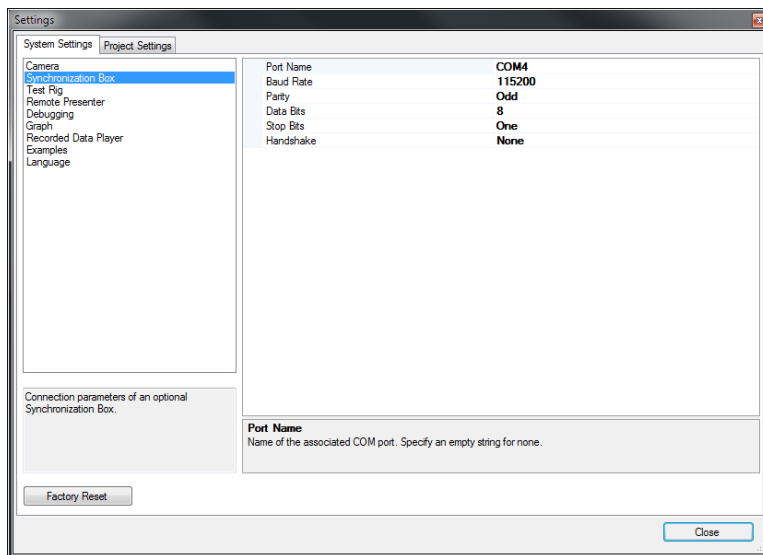 Settings
System Settings
Project Settings
Camera
Synchronization Box
Test Rig
Remote Presenter
Debugging
Graph
Recorded Data Player
Examples
Language
Port Name COM4
Baud Rate 115200
Parity Odd
Data Bits 8
Stop Bits One
Handshake None
Connection parameters of an optional
Synchronization Box.
Port Name
Name of the associated COM port. Specify an empty string for none.
Factory Reset
Close